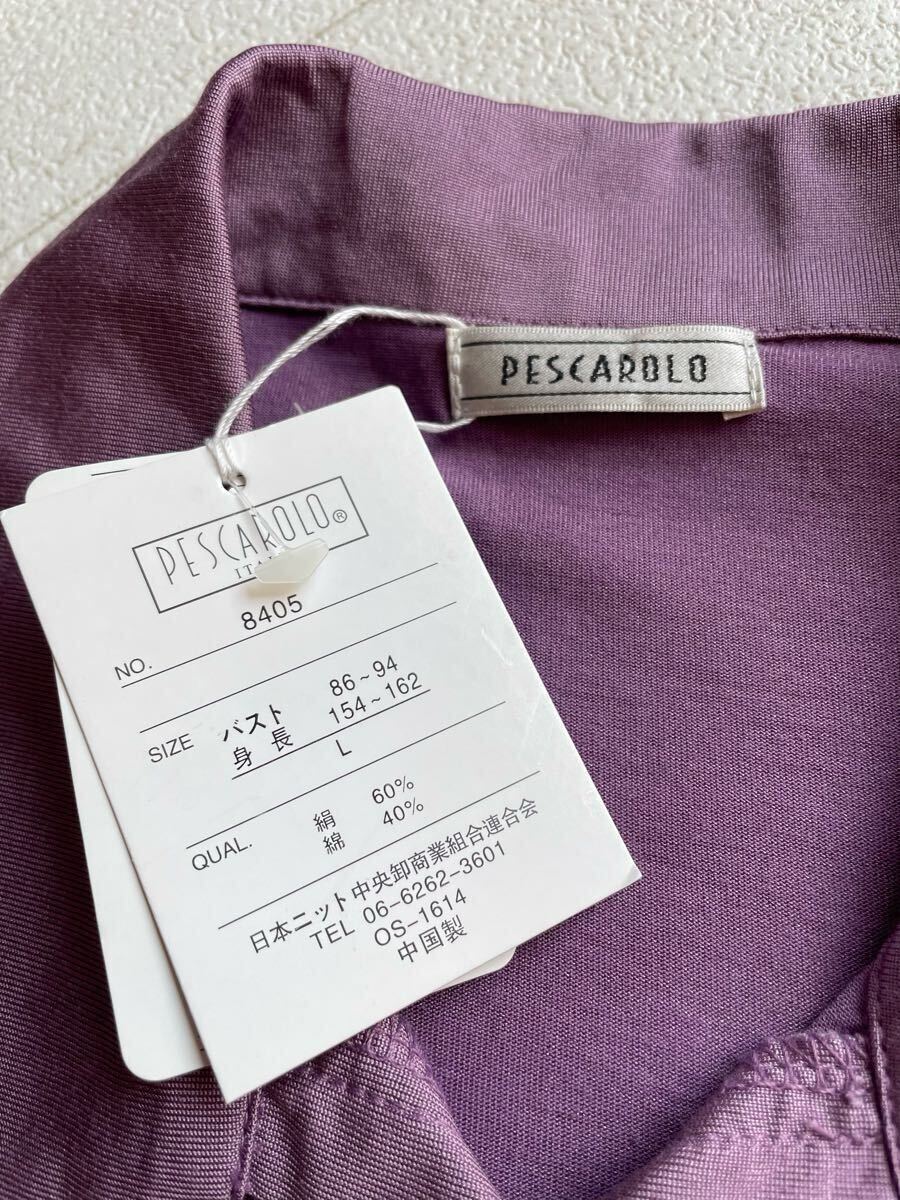 PESCAROLO
PESCAROLO®
8405
NO.
SIZE バスト 86~94
身長 154~162
L
QUAL. 絹 60%
綿 40%
日本ニット中央卸商業組合連合会
TEL 06-6262-3601
OS-1614
中国製